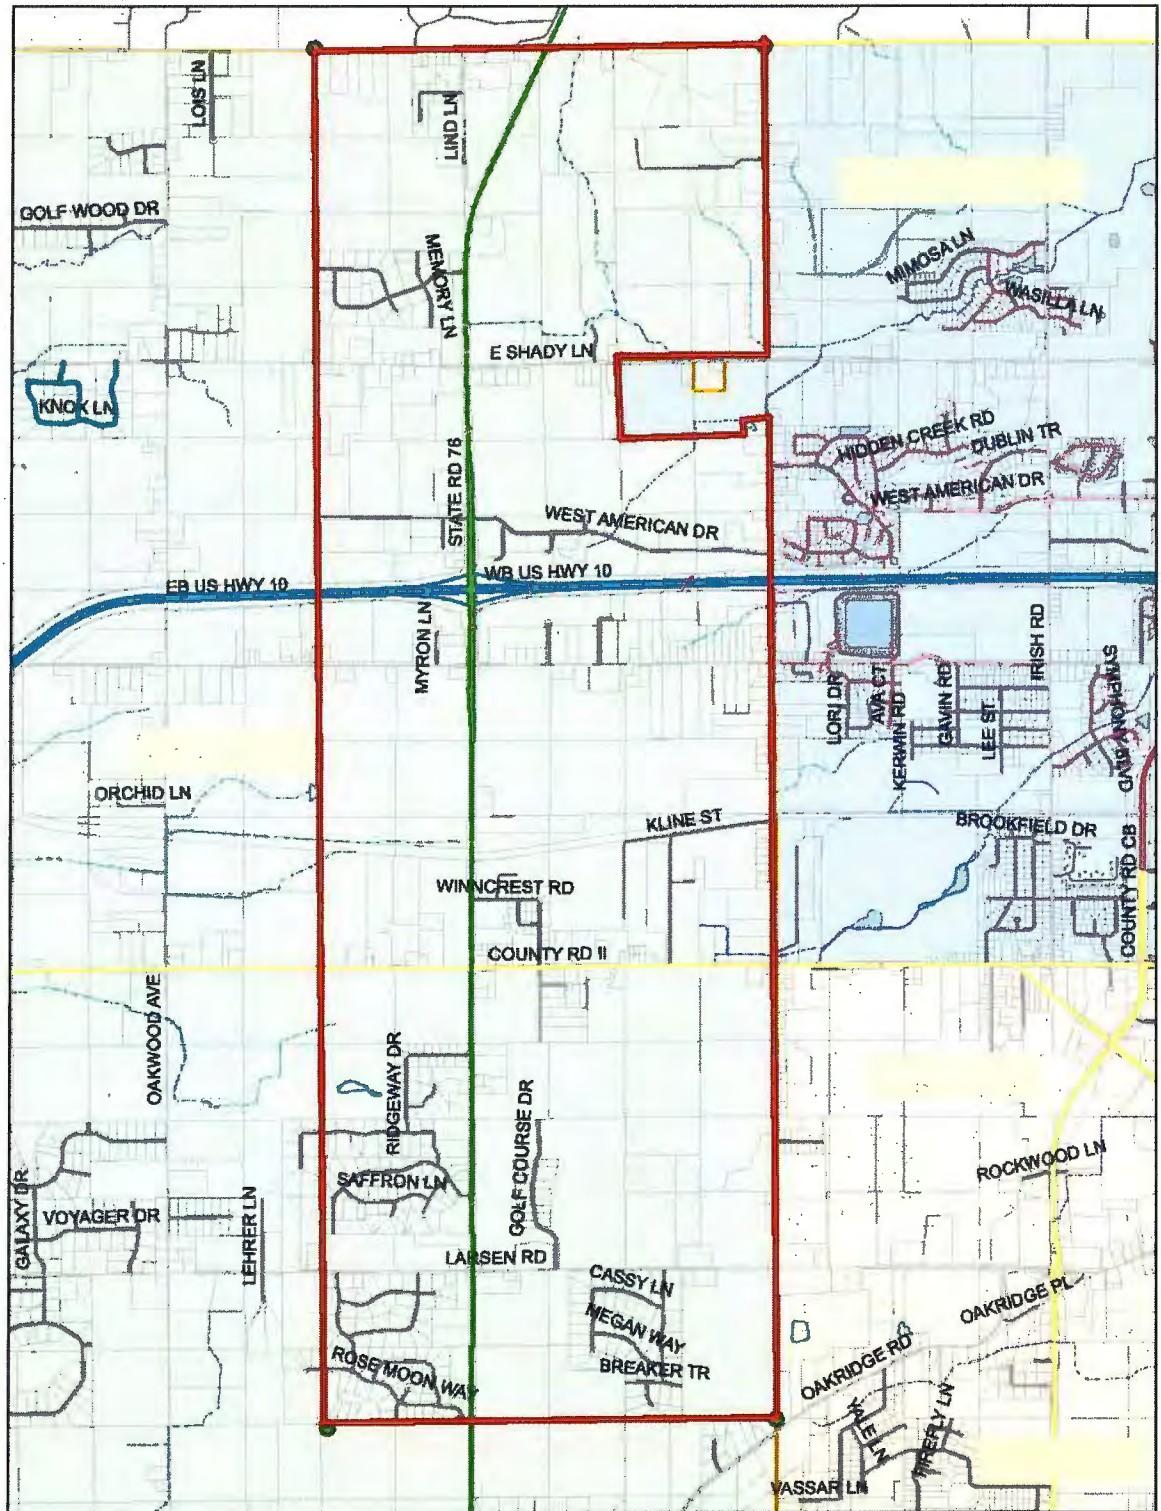 LOIS LN
LIND LN
GOLF WOOD DR
MEMORY LN
MIMOSA LN
WASILLA LN
E SHADY LN
KNOX LN
HIDDEN CREEK RD
DUBLIN TR
STATE RD 76
WEST AMERICAN DR
WEST AMERICAN DR
EB US HWY 10
WB US HWY 10
MYRON LN
LORI DR
AVA CT
KERWIN RD
GAVIN RD
LEE ST
IRISH RD
SYMPHONY BLVD
ORCHID LN
KLINE ST
BROOKFIELD DR
WINNCREST RD
COUNTY RD CB
COUNTY RD II
OAKWOOD AVE
RIDGEWAY DR
GOLF COURSE DR
ROCKWOOD LN
SAFFRON LN
GALAXY DR
VOYAGER DR
LEHRER LN
LARSEN RD
CASSY LN
OAKRIDGE PL
MEGAN WAY
OAKRIDGE RD
BREAKER TR
ROSE MOON WAY
VALE LN
FIREFLY LN
VASSAR LN